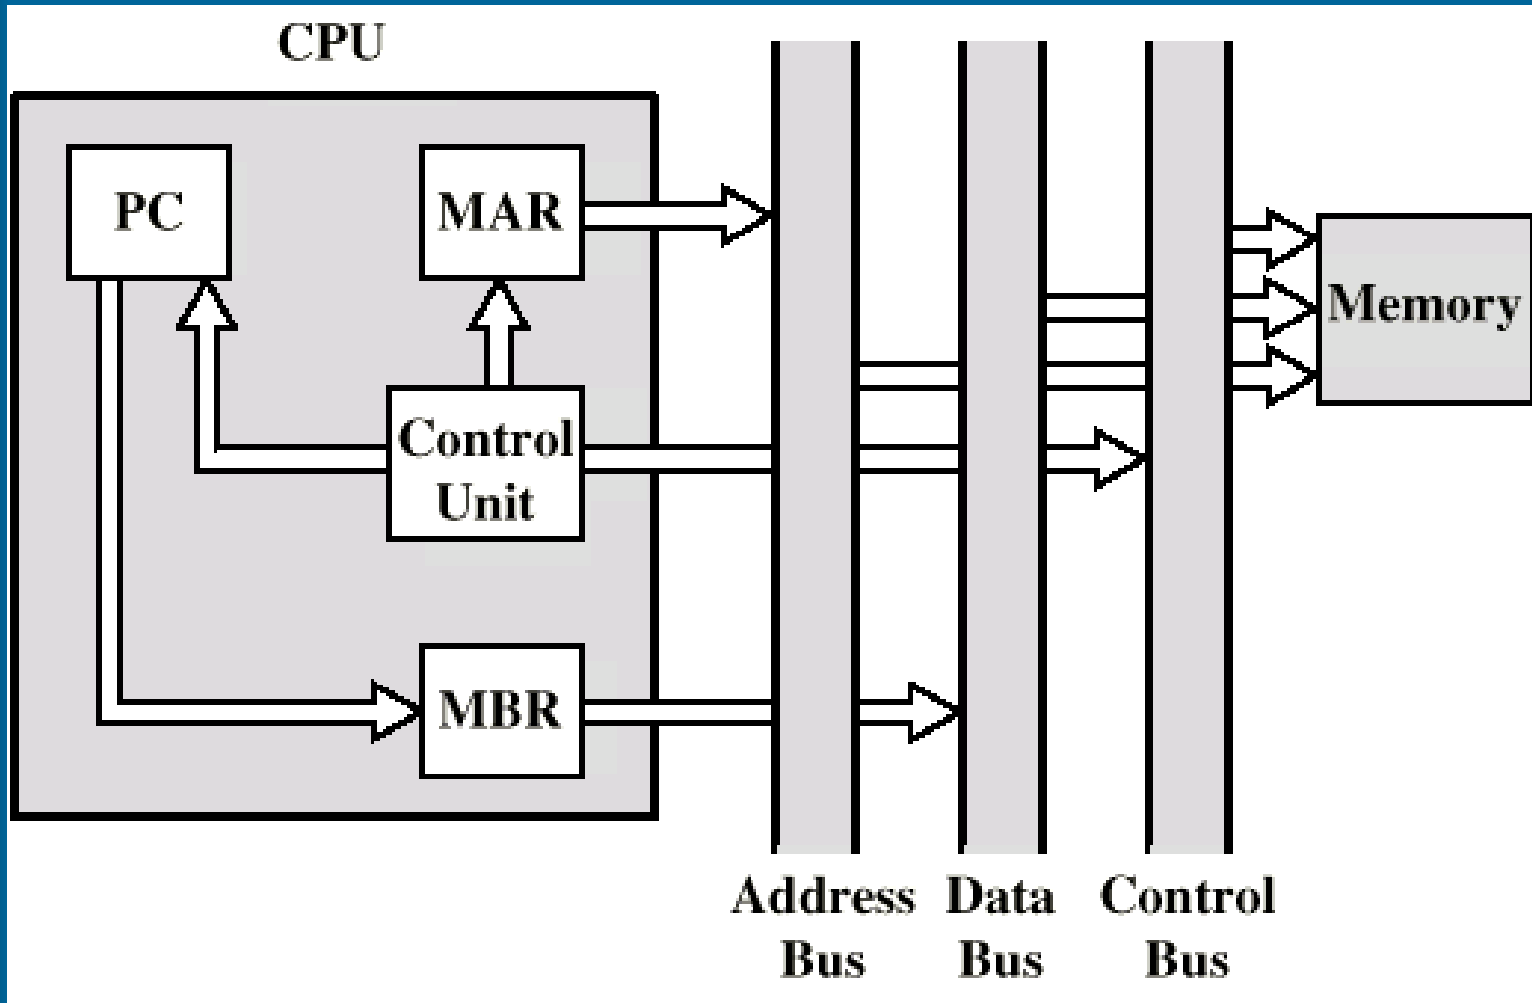 CPU
PC
MAR
Memory
Control
Unit
MBR
Address
Bus
Data
Bus
Control
Bus